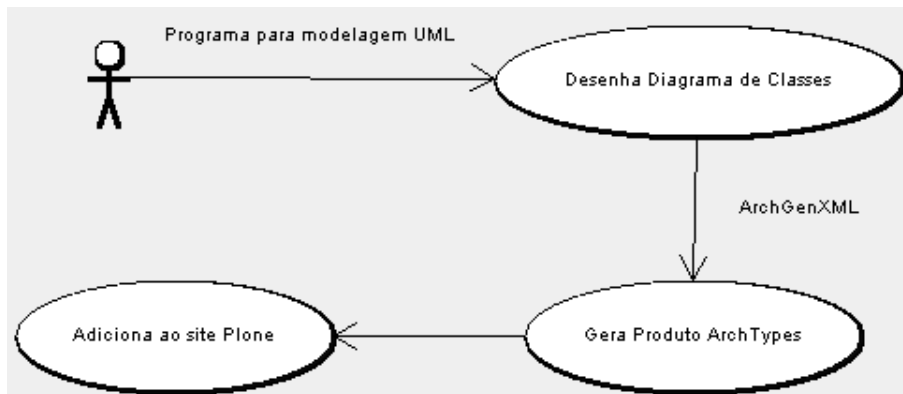 Programa para modelagem UML
Desenha Diagrama de Classes
ArchGenXML
Adiciona ao site Plone
Gera Produto ArchTypes